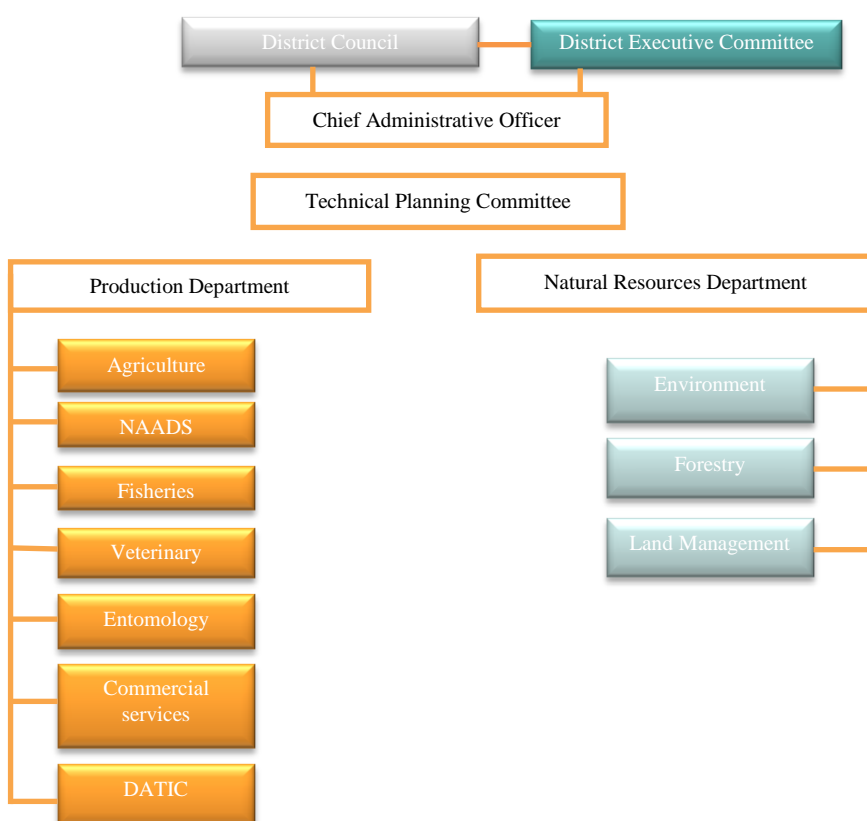 District Council
District Executive Committee
Chief Administrative Officer
Technical Planning Committee
Production Department
Natural Resources Department
Agriculture
NAADS
Fisheries
Veterinary
Entomology
Commercial
services
DATIC
Environment
Forestry
Land Management